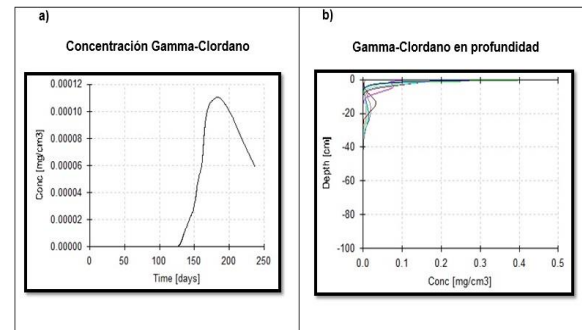 a)
Concentración Gamma-Clordano
0.00012
0.00010
0.00008
0.00006
0.00004
0.00002
0.00000
Conc [mg/cm3]
0 50 100 150 200 250
Time [days]
b)
Gamma-Clordano en profundidad
0
-20
-40
-60
-80
-100
Depth [cm]
0.0 0.1 0.2 0.3 0.4 0.5
Conc [mg/cm3]